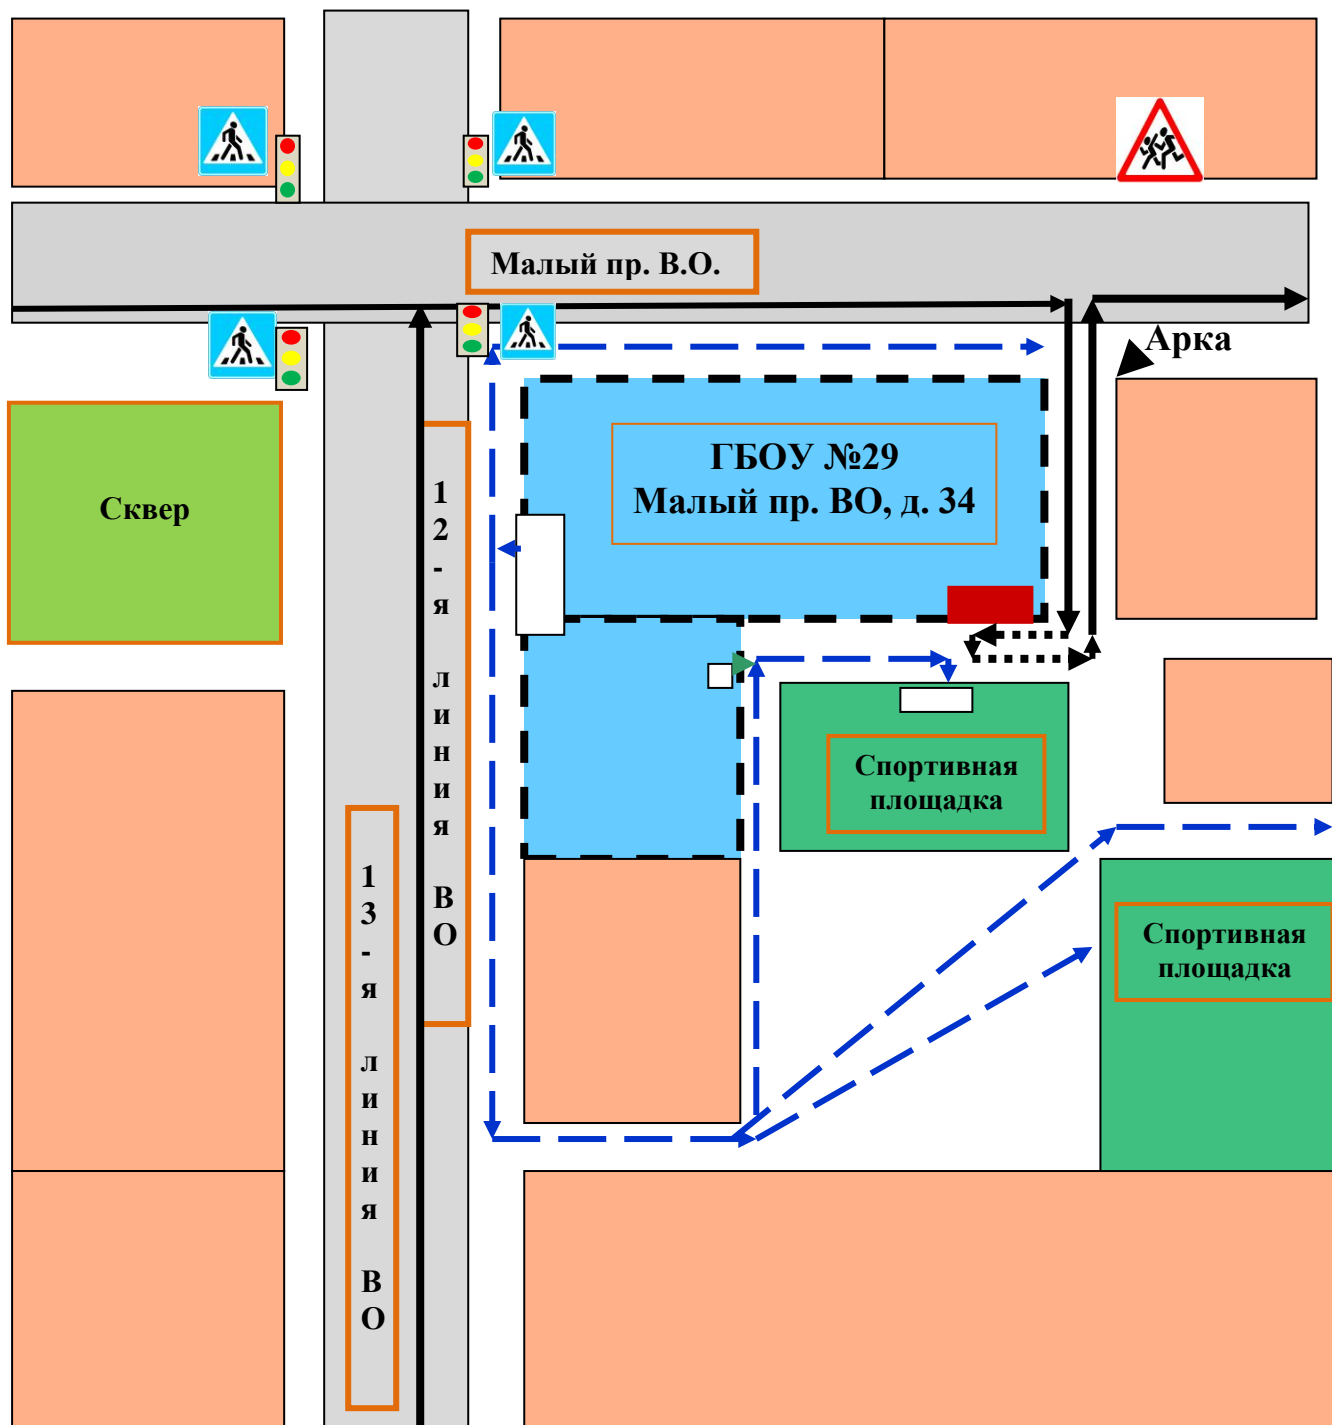 Малый пр. В.О.
Арка
ГБОУ №29
Малый пр. ВО, д. 34
Сквер
12-я линия ВО
Спортивная
площадка
13-я линия ВО
Спортивная
площадка